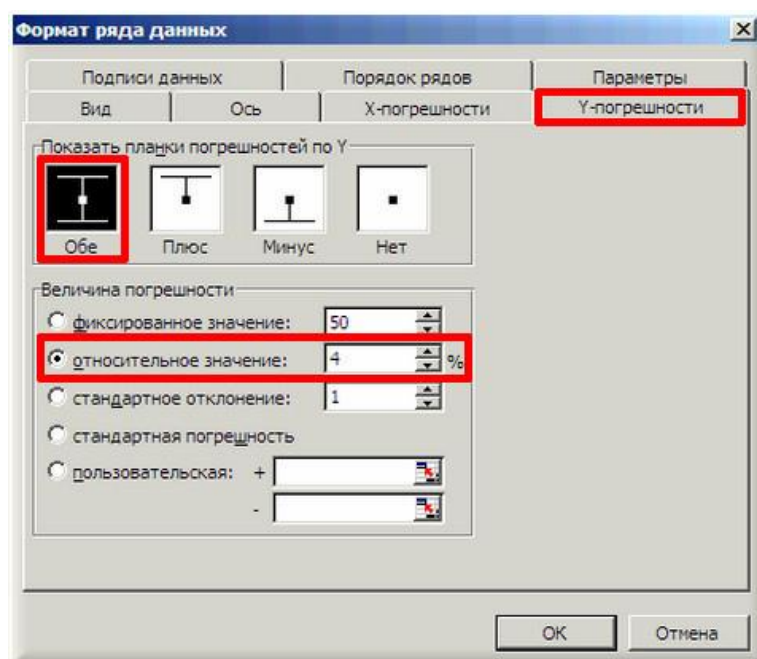 Формат ряда данных
Подписи данных Порядок рядов Параметры
Вид Ось X-погрешности Y-погрешности
Показать планки погрешностей по Y
Обе Плюс Минус Нет
Величина погрешности
фиксированное значение: 50
относительное значение: 4 %
стандартное отклонение: 1
стандартная погрешность
пользовательская: +
-
ОК Отмена